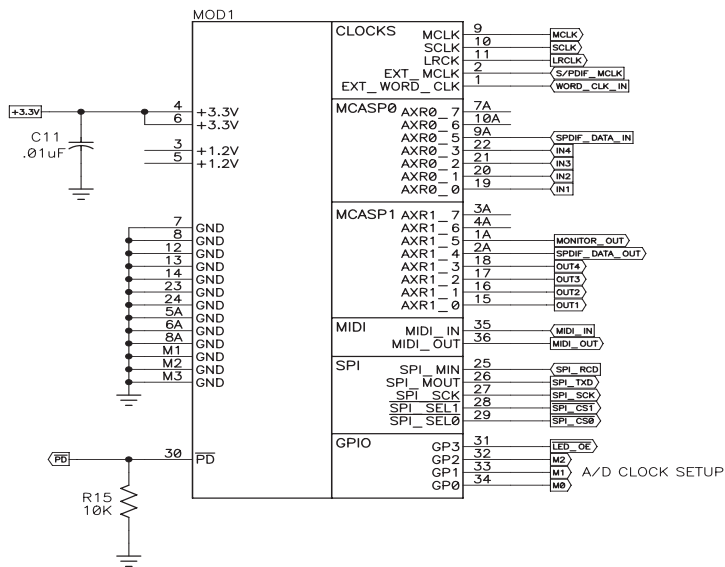 MOD1
CLOCKS
MCLK 9 MCLK
SCLK 10 SCLK
LRCK 11 LRCLK
EXT_MCLK 2 S/PDIF_MCLK
EXT_WORD_CLK 1 WORD_CLK_IN
+3.3V 4 +3.3V
6 +3.3V
C11
.01uF
3 +1.2V
5 +1.2V
MCASP0
AXR0_7 7A
AXR0_6 10A
AXR0_5 9A SPDIF_DATA_IN
AXR0_3 22 IN4
AXR0_2 21 IN3
AXR0_1 20 IN2
AXR0_0 19 IN1
7 GND
8 GND
12 GND
13 GND
14 GND
23 GND
24 GND
5A GND
6A GND
8A GND
M1 GND
M2 GND
M3 GND
MCASP1
AXR1_7 3A
AXR1_6 4A
AXR1_5 1A MONITOR_OUT
AXR1_4 2A SPDIF_DATA_OUT
AXR1_3 18 OUT4
AXR1_2 17 OUT3
AXR1_1 16 OUT2
AXR1_0 15 OUT1
MIDI
MIDI_IN 35 MIDI_IN
MIDI_OUT 36 MIDI_OUT
SPI
SPI_MIN 25 SPI_RCD
SPI_MOUT 26 SPI_TXD
SPI_SCK 27 SPI_SCK
SPI_SEL1 28 SPI_CS1
SPI_SEL0 29 SPI_CS0
GPIO
GP3 31 LED_OE
GP2 32 M2
GP1 33 M1 A/D CLOCK SETUP
GP0 34 M0
PD 30 PD
R15
10K